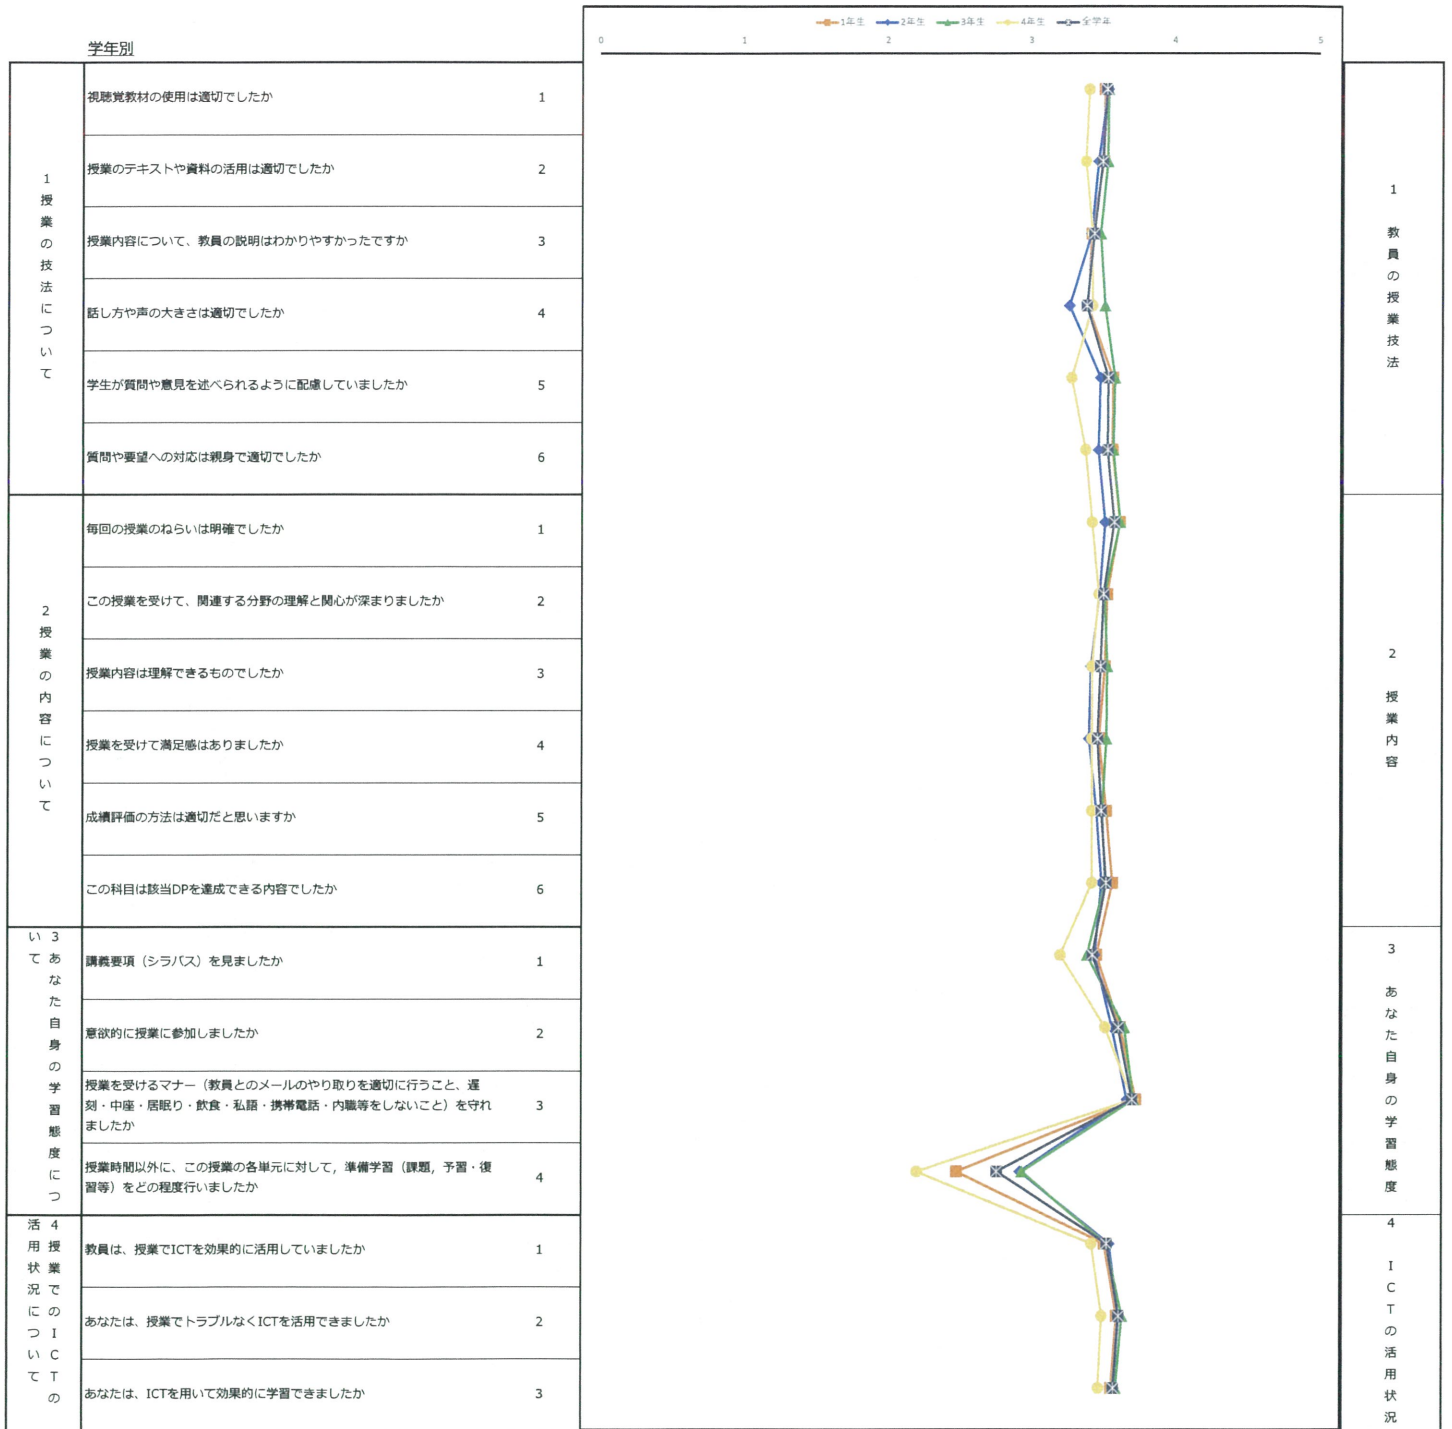 1年生 2年生 3年生 4年生 全学年
学年別
0 1 2 3 4 5
1授業の技法について
視聴覚教材の使用は適切でしたか 1
授業のテキストや資料の活用は適切でしたか 2
授業内容について、教員の説明はわかりやすかったですか 3
話し方や声の大きさは適切でしたか 4
学生が質問や意見を述べられるように配慮していましたか 5
質問や要望への対応は親身で適切でしたか 6
1 教員の授業技法
2授業の内容について
毎回の授業のねらいは明確でしたか 1
この授業を受けて、関連する分野の理解と関心が深まりましたか 2
授業内容は理解できるものでしたか 3
授業を受けて満足感はありましたか 4
成績評価の方法は適切だと思いますか 5
この科目は該当DPを達成できる内容でしたか 6
2 授業内容
3あなた自身の学習態度につ
いて
講義要項（シラバス）を見ましたか 1
意欲的に授業に参加しましたか 2
授業を受けるマナー（教員とのメールのやり取りを適切に行うこと、遅
刻・中座・居眠り・飲食・私語・携帯電話・内職等をしないこと）を守れ 3
ましたか
授業時間以外に、この授業の各単元に対して，準備学習（課題，予習・復
習等）をどの程度行いましたか 4
3 あなた自身の学習態度
4授業でのICTの
活用状況について
教員は、授業でICTを効果的に活用していましたか 1
あなたは、授業でトラブルなくICTを活用できましたか 2
あなたは、ICTを用いて効果的に学習できましたか 3
4 ICTの活用状況